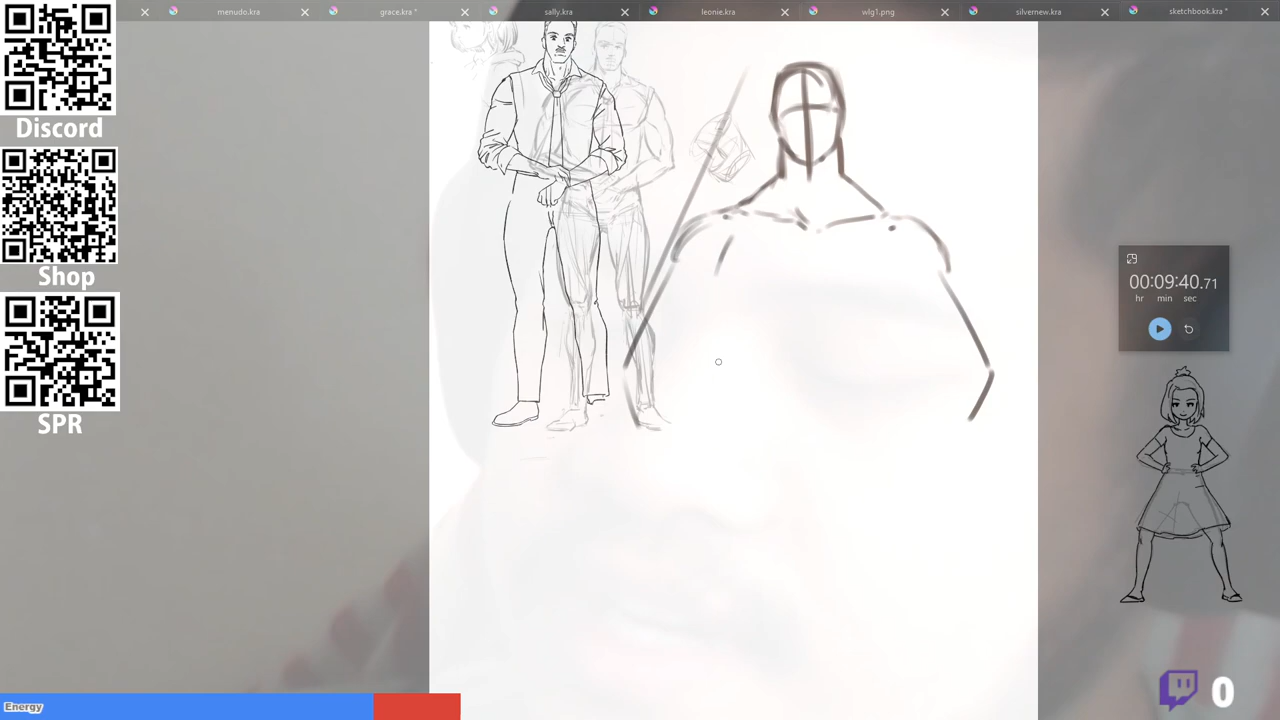 menudo.kra
grace.kra *
sally.kra
leonie.kra
wlg1.png
silvernew.kra
sketchbook.kra *
Discord
Shop
SPR
00:09:40.71
hr min sec
Energy
0